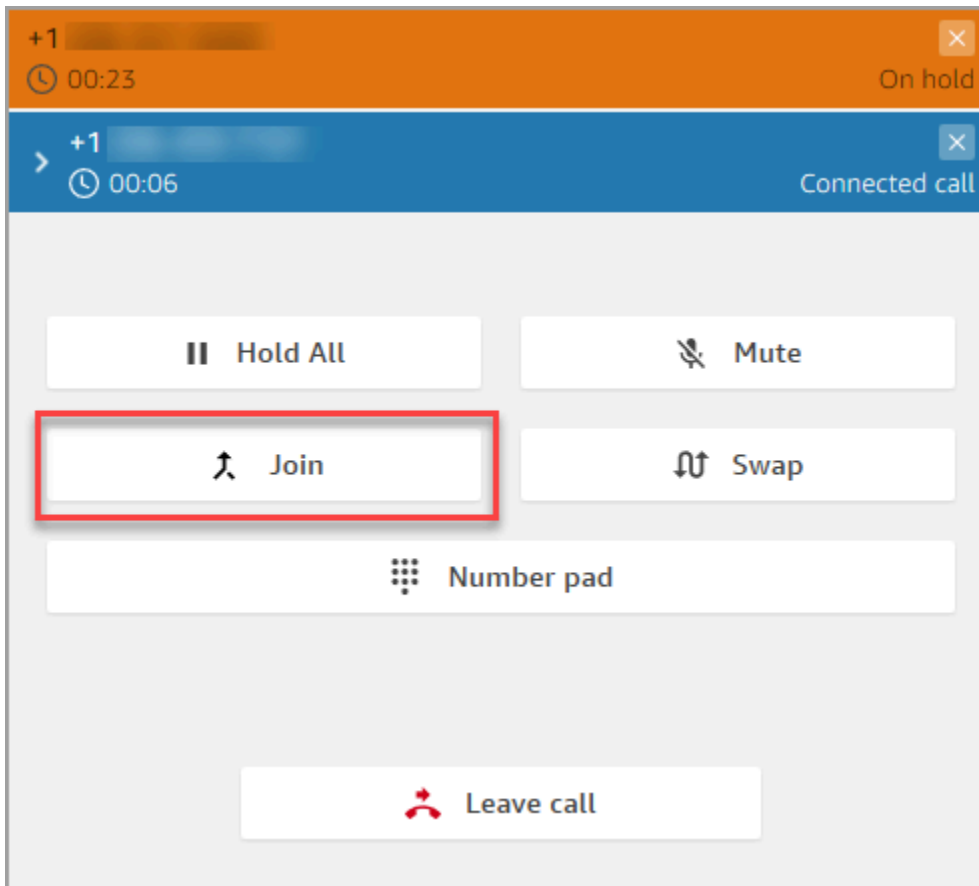 +1
00:23 On hold
+1
00:06 Connected call
Hold All Mute
Join Swap
Number pad
Leave call